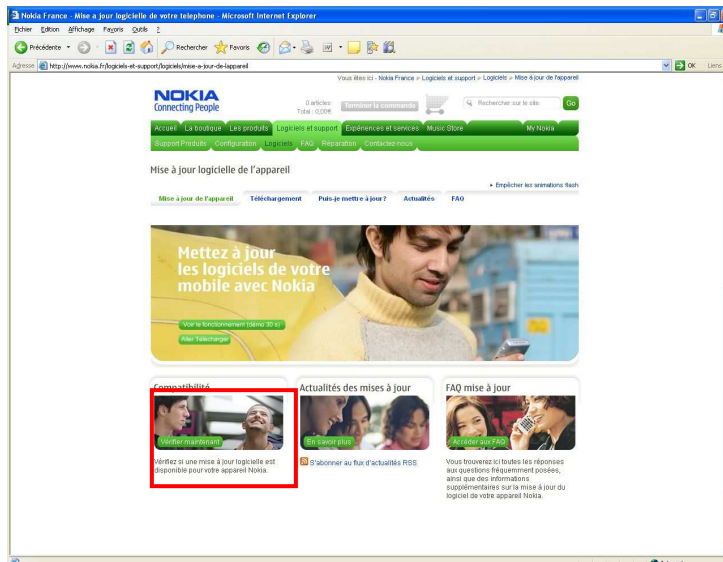 Nokia France - Mise a jour logicielle de votre telephone - Microsoft Internet Explorer
Fichier Edition Affichage Favoris Outils ?
Précédente Rechercher Favoris
Adresse http://www.nokia.fr/logiciels-et-support/logiciels/mise-a-jour-de-lappareil OK Liens
Vous êtes ici - Nokia France > Logiciels et support > Logiciels > Mise à jour de l'appareil
NOKIA
Connecting People
0 articles
Total : 0,00€
Terminer la commande
Rechercher sur le site
Go
Accueil La boutique Les produits Logiciels et support Expériences et services Music Store My Nokia
Support Produits Configuration Logiciels FAQ Réparation Contactez-nous
Mise à jour logicielle de l'appareil
Empêcher les animations flash
Mise à jour de l'appareil Téléchargement Puis-je mettre à jour ? Actualités FAQ
Mettez à jour
les logiciels de votre
mobile avec Nokia
Voir le fonctionnement (démo 30 s)
Aller Télécharger
Compatibilité
Actualités des mises à jour
FAQ mise à jour
Vérifier maintenant
En savoir plus
Accéder aux FAQ
Vérifiez si une mise à jour logicielle est
disponible pour votre appareil Nokia.
S'abonner au flux d'actualités RSS
Vous trouverez ici toutes les réponses
aux questions fréquemment posées,
ainsi que des informations
supplémentaires sur la mise à jour du
logiciel de votre appareil Nokia.